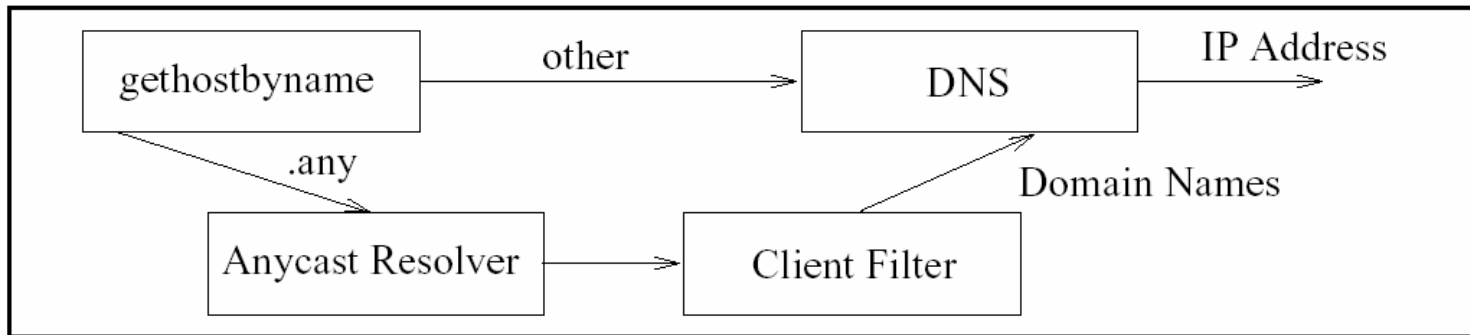 gethostbyname
other
DNS
IP Address
.any
Domain Names
Anycast Resolver
Client Filter